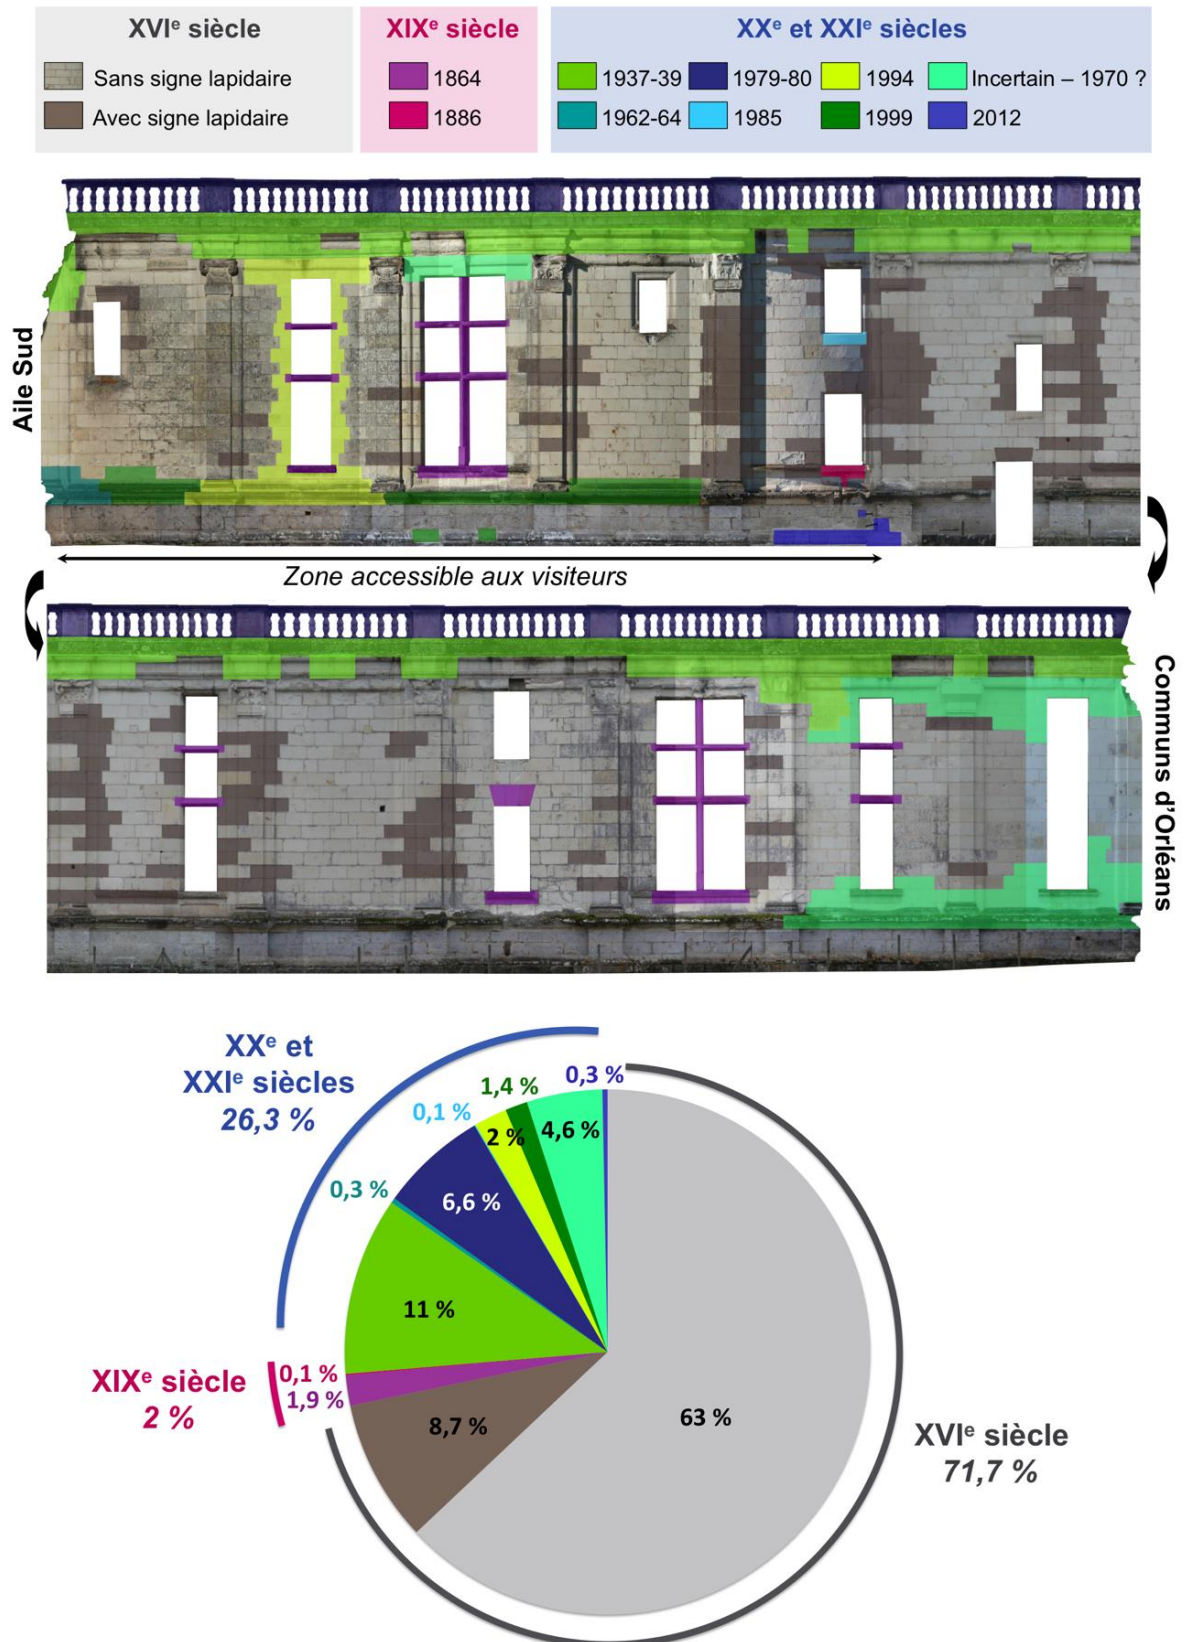 XVIe siècle
Sans signe lapidaire
Avec signe lapidaire
XIXe siècle
1864
1886
XXe et XXIe siècles
1937-39
1979-80
1994
Incertain – 1970 ?
1962-64
1985
1999
2012
Aile Sud
Zone accessible aux visiteurs
Communs d'Orléans
XXe et
XXIe siècles
26,3 %
0,3 %
1,4 %
0,1 %
2 %
4,6 %
0,3 %
6,6 %
11 %
XIXe siècle
2 %
0,1 %
1,9 %
8,7 %
63 %
XVIe siècle
71,7 %